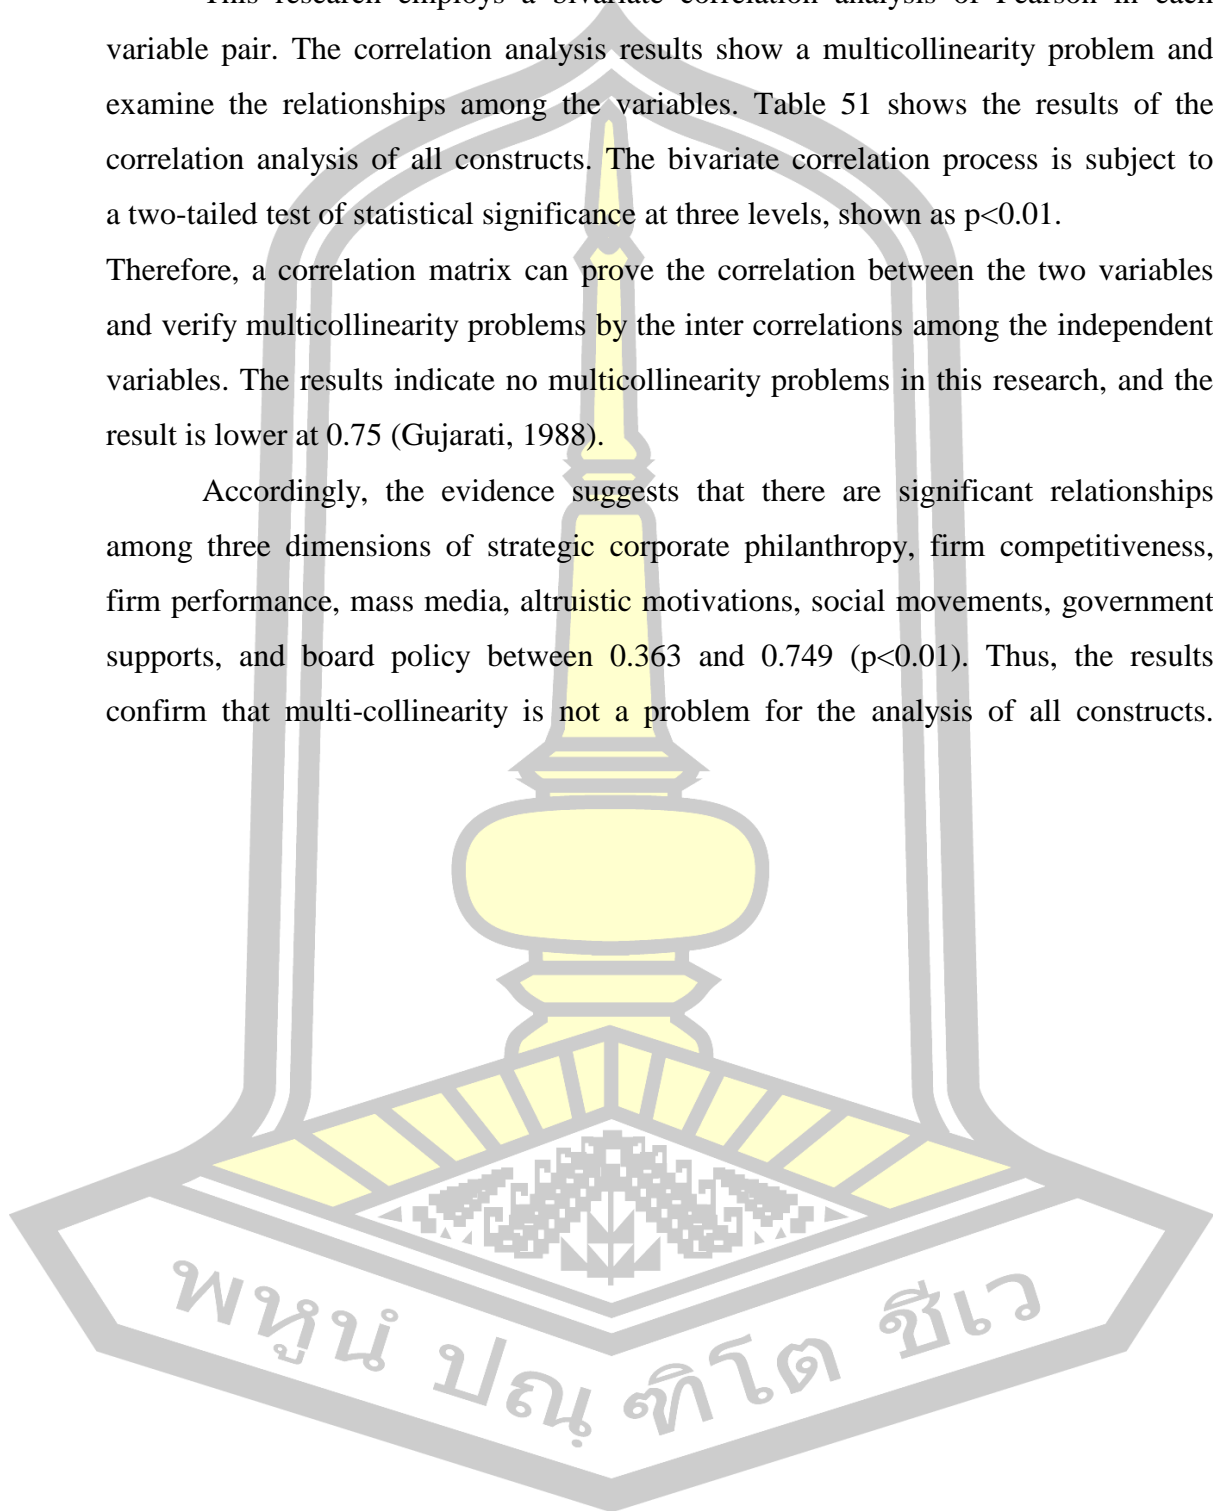 This research employs a bivariate correlation analysis of Pearson in each
variable pair. The correlation analysis results show a multicollinearity problem and
examine the relationships among the variables. Table 51 shows the results of the
correlation analysis of all constructs. The bivariate correlation process is subject to
a two-tailed test of statistical significance at three levels, shown as p<0.01.
Therefore, a correlation matrix can prove the correlation between the two variables
and verify multicollinearity problems by the inter correlations among the independent
variables. The results indicate no multicollinearity problems in this research, and the
result is lower at 0.75 (Gujarati, 1988).
Accordingly, the evidence suggests that there are significant relationships
among three dimensions of strategic corporate philanthropy, firm competitiveness,
firm performance, mass media, altruistic motivations, social movements, government
supports, and board policy between 0.363 and 0.749 (p<0.01). Thus, the results
confirm that multi-collinearity is not a problem for the analysis of all constructs.
พหูนํ ปณฺฑิโต ชีเว